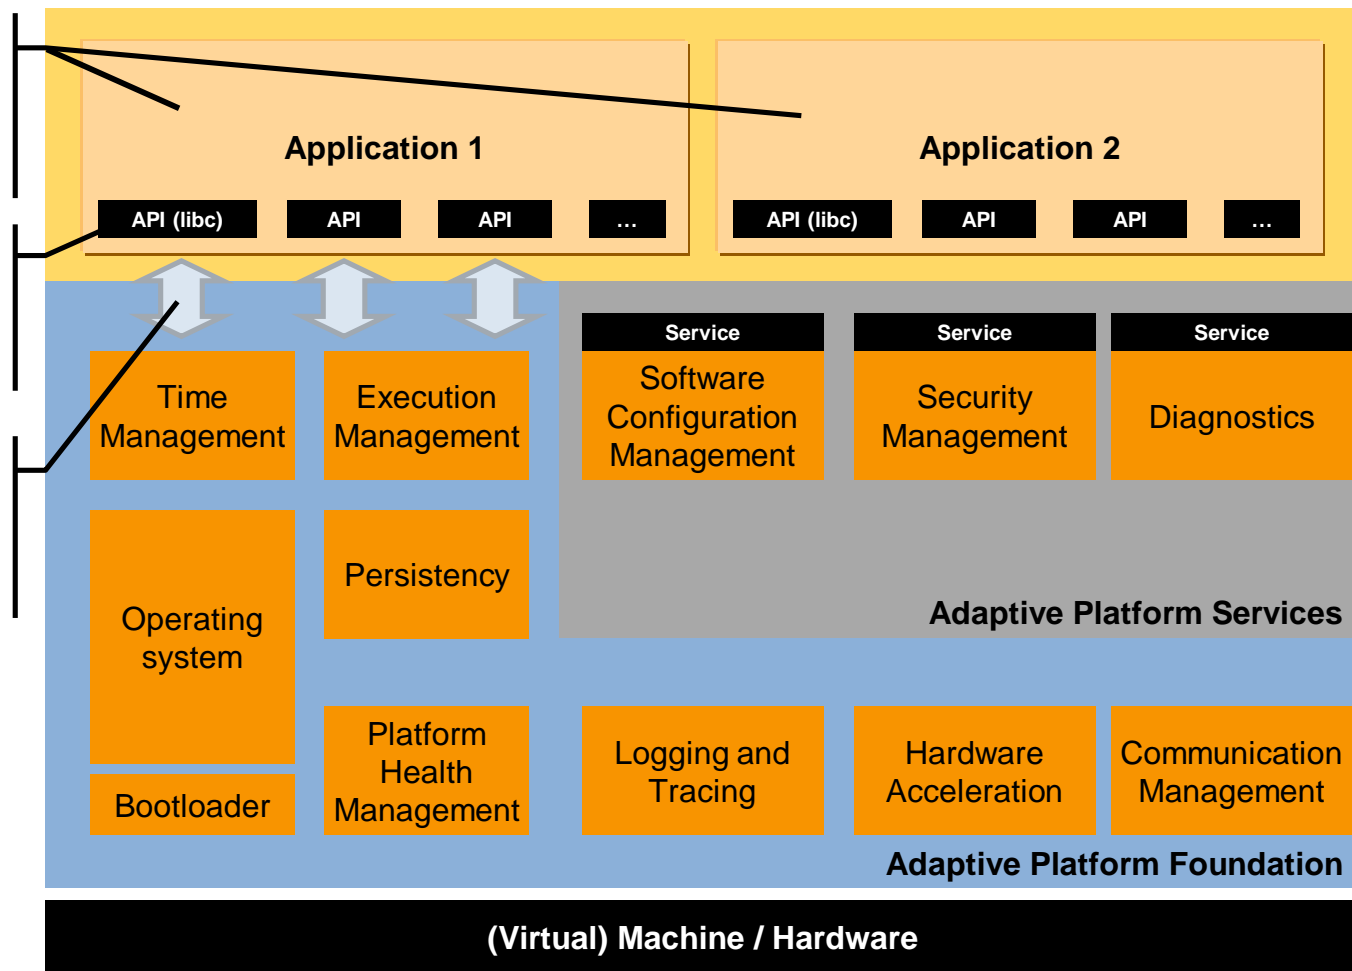 Application 1
Application 2
API (libc)
API
API
...
API (libc)
API
API
...
Service
Service
Service
Time
Management
Execution
Management
Software
Configuration
Management
Security
Management
Diagnostics
Operating
system
Persistency
Adaptive Platform Services
Bootloader
Platform
Health
Management
Logging and
Tracing
Hardware
Acceleration
Communication
Management
Adaptive Platform Foundation
(Virtual) Machine / Hardware